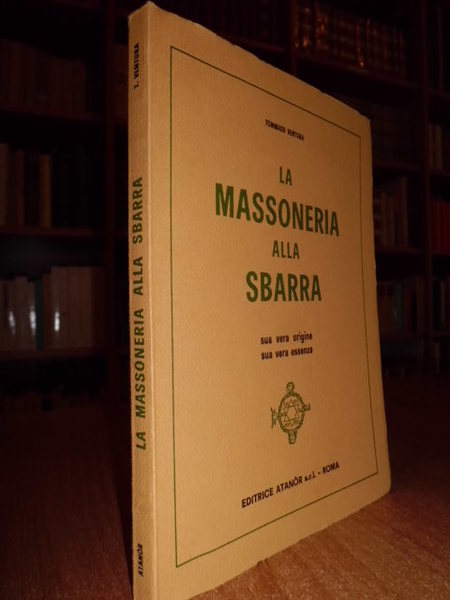 T. VENTURA
LA MASSONERIA ALLA SBARRA
ATANÒR
TOMMASO VENTURA
LA
MASSONERIA
ALLA
SBARRA
sua vera origine
sua vera essenza
EDITRICE ATANÒR s.r.l. - ROMA